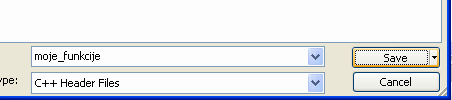 moje_funkcije
Save
ype:
C++ Header Files
Cancel